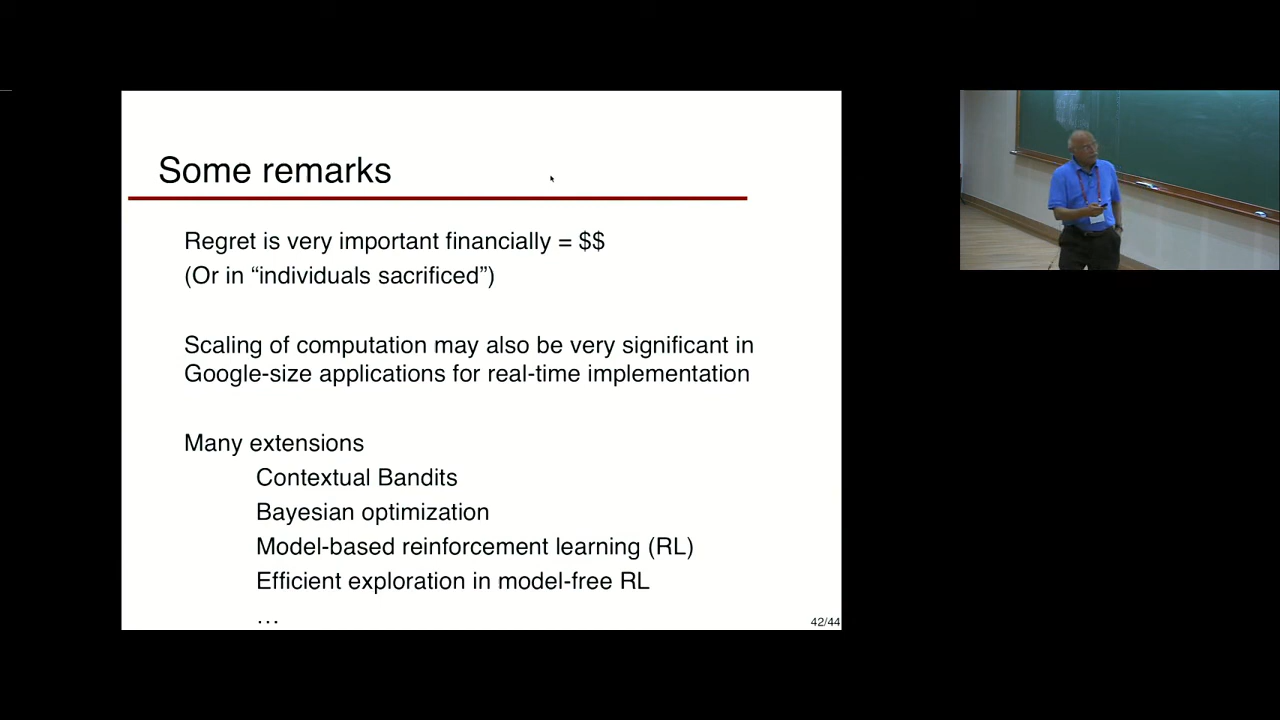 Some remarks
Regret is very important financially = $$
(Or in “individuals sacrificed”)
Scaling of computation may also be very significant in
Google-size applications for real-time implementation
Many extensions
Contextual Bandits
Bayesian optimization
Model-based reinforcement learning (RL)
Efficient exploration in model-free RL
…
42/44